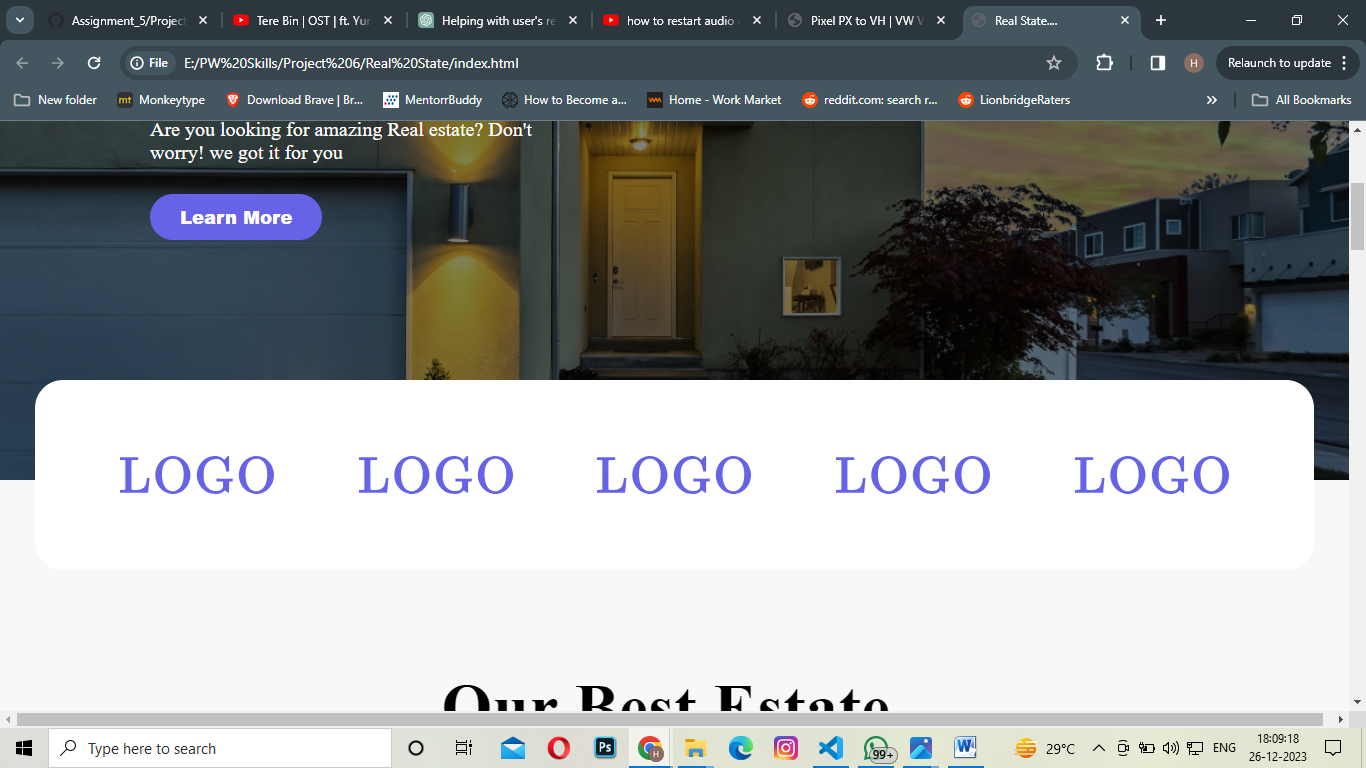 Assignment_5/Project
Tere Bin | OST | ft. Yum
Helping with user's re
how to restart audio
Pixel PX to VH | VW V
Real State....
File
E:/PW%20Skills/Project%206/Real%20State/index.html
H
Relaunch to update
New folder
mt
Monkeytype
Download Brave | Br...
MentorrBuddy
How to Become a...
Home - Work Market
reddit.com: search r...
LionbridgeRaters
All Bookmarks
Are you looking for amazing Real estate? Don't
worry! we got it for you
Learn More
LOGO LOGO LOGO LOGO LOGO
Our Best Estate
Type here to search
Ps
H
99+
W
29°C
ENG
18:09:18
26-12-2023